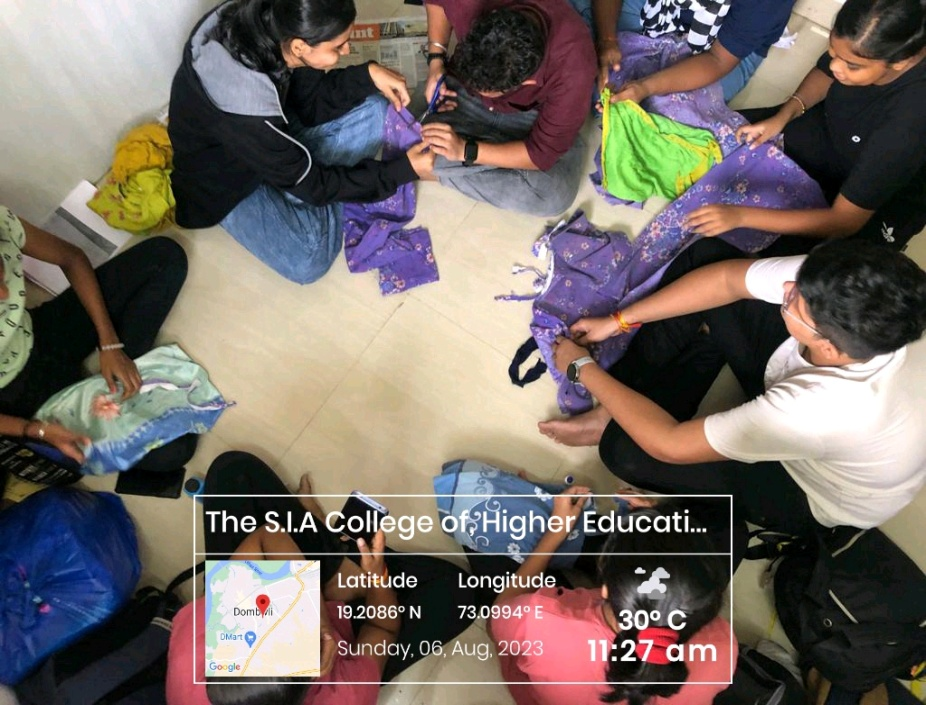 The S.I.A College of Higher Educati...
Latitude Longitude
19.2086° N 73.0994° E
Sunday, 06, Aug, 2023
30° C
11:27 am
DMart
Google